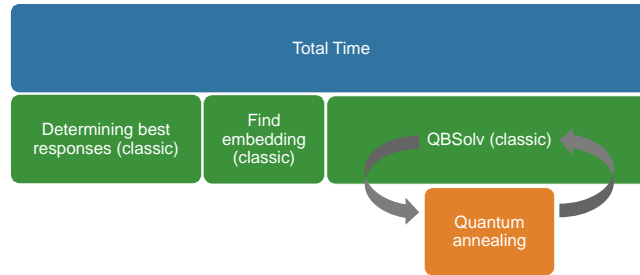 Total Time
Determining best
responses (classic)
Find
embedding
(classic)
QBSolv (classic)
Quantum
annealing